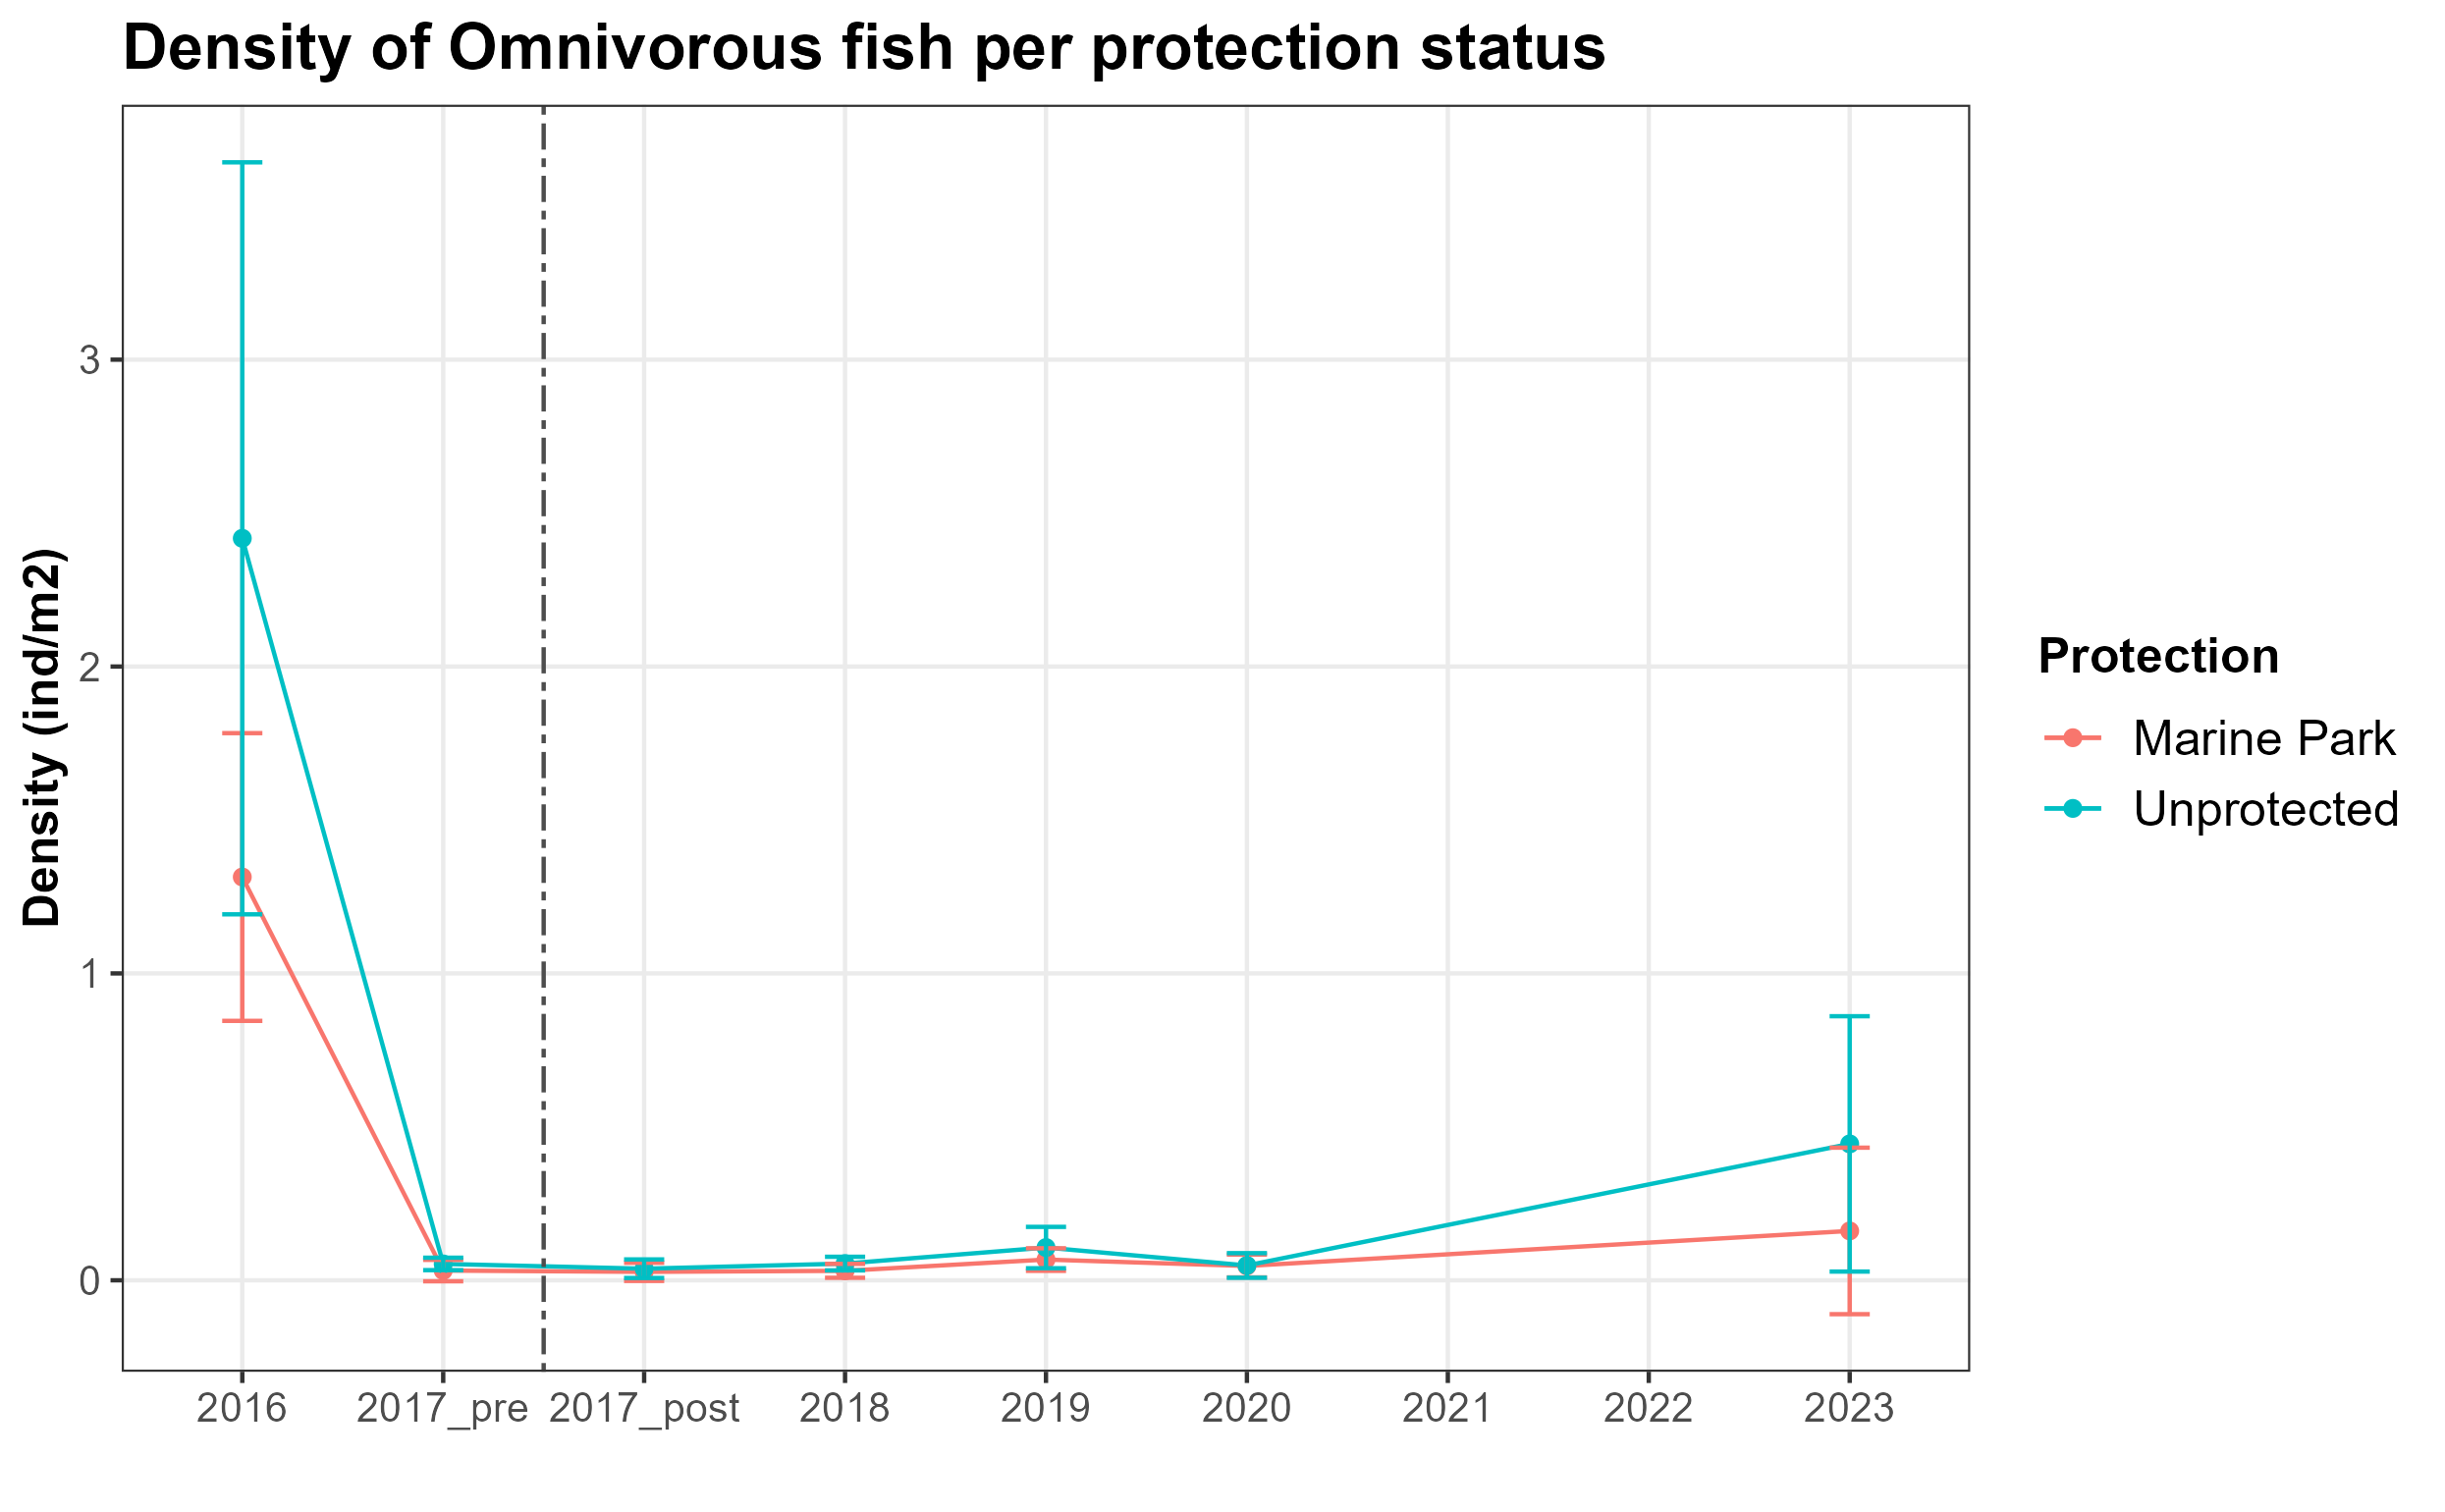 Density of Omnivorous fish per protection status
Density (ind/m2)
3
2
1
0
2016
2017_pre
2017_post
2018
2019
2020
2021
2022
2023
Protection
Marine Park
Unprotected